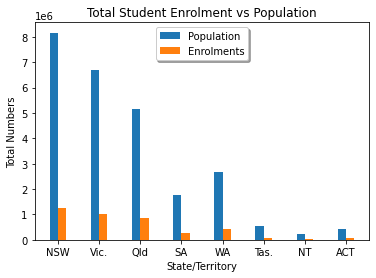 Total Student Enrolment vs Population
1e6
Population
Enrolments
8
7
6
5
4
3
2
1
0
Total Numbers
NSW Vic. Qld SA WA Tas. NT ACT
State/Territory